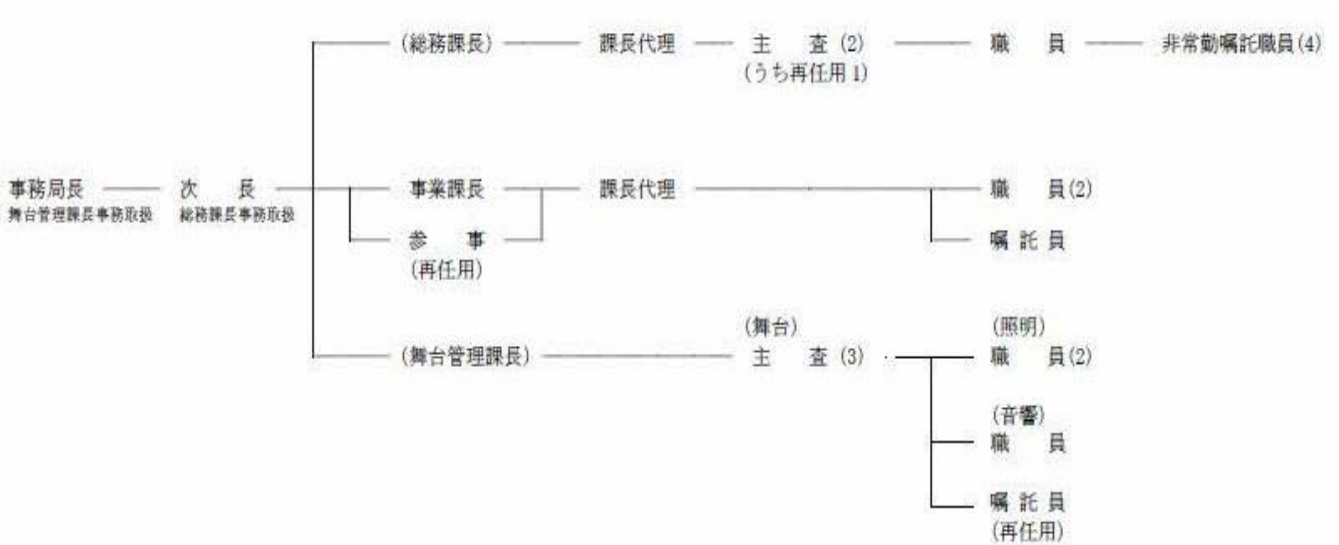 (総務課長) 課長代理 主 査 (2) 職 員 非常勤嘱託職員(4)
(うち再任用 1)
事務局長 次 長 事業課長 課長代理 職 員(2)
舞台管理課長事務取扱 総務課長事務取扱
参 事 嘱 託 員
(再任用)
(舞台) (照明)
(舞台管理課長) 主 査 (3) 職 員(2)
(音響)
職 員
嘱 託 員
(再任用)